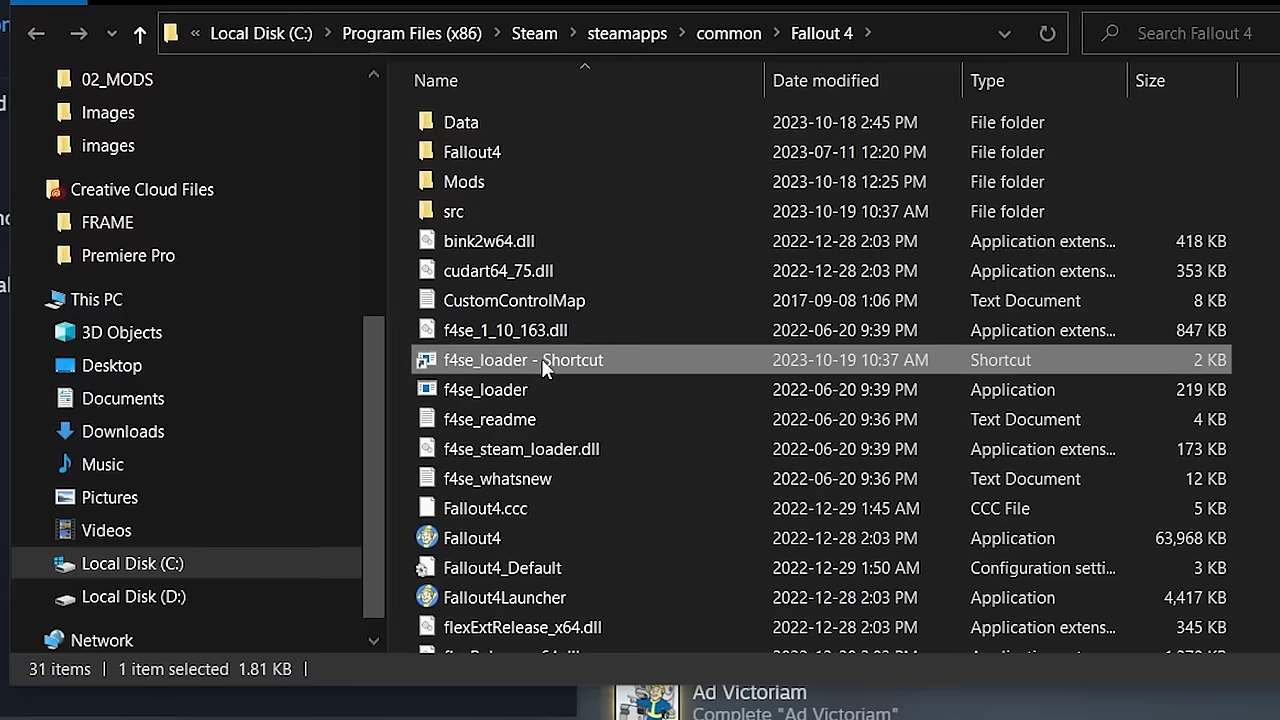 « Local Disk (C:) > Program Files (x86) > Steam > steamapps > common > Fallout 4 >
Search Fallout 4
02_MODS
Images
images
Creative Cloud Files
FRAME
Premiere Pro
This PC
3D Objects
Desktop
Documents
Downloads
Music
Pictures
Videos
Local Disk (C:)
Local Disk (D:)
Network
Name Date modified Type Size
Data 2023-10-18 2:45 PM File folder
Fallout4 2023-07-11 12:20 PM File folder
Mods 2023-10-18 12:25 PM File folder
src 2023-10-19 10:37 AM File folder
bink2w64.dll 2022-12-28 2:03 PM Application extens... 418 KB
cudart64_75.dll 2022-12-28 2:03 PM Application extens... 353 KB
CustomControlMap 2017-09-08 1:06 PM Text Document 8 KB
f4se_1_10_163.dll 2022-06-20 9:39 PM Application extens... 847 KB
f4se_loader - Shortcut 2023-10-19 10:37 AM Shortcut 2 KB
f4se_loader 2022-06-20 9:39 PM Application 219 KB
f4se_readme 2022-06-20 9:36 PM Text Document 4 KB
f4se_steam_loader.dll 2022-06-20 9:39 PM Application extens... 173 KB
f4se_whatsnew 2022-06-20 9:36 PM Text Document 12 KB
Fallout4.ccc 2022-12-29 1:45 AM CCC File 5 KB
Fallout4 2022-12-28 2:03 PM Application 63,968 KB
Fallout4_Default 2022-12-29 1:50 AM Configuration setti... 3 KB
Fallout4Launcher 2022-12-28 2:03 PM Application 4,417 KB
flexExtRelease_x64.dll 2022-12-28 2:03 PM Application extens... 345 KB
31 items 1 item selected 1.81 KB
Ad Victoriam
Complete "Ad Victoriam"